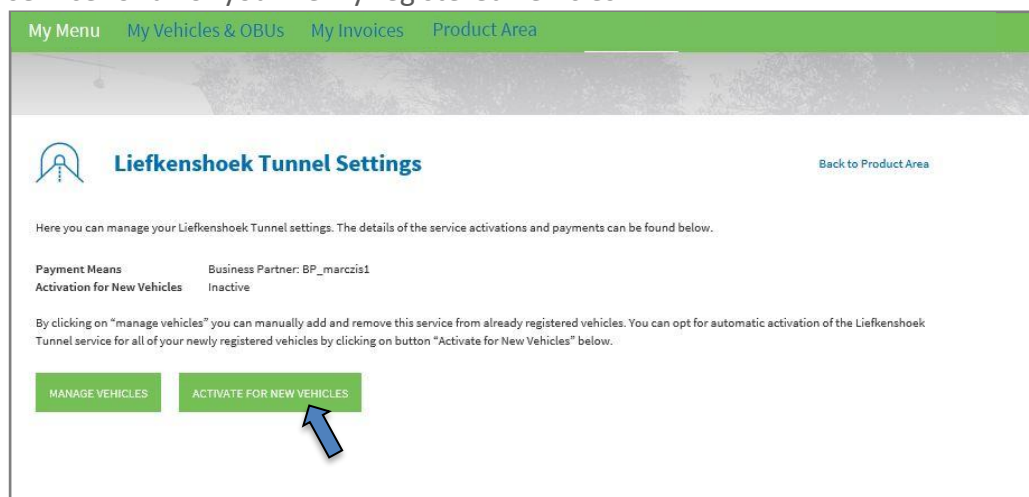 My Menu My Vehicles & OBUs My Invoices Product Area
Liefkenshoek Tunnel Settings
Back to Product Area
Here you can manage your Liefkenshoek Tunnel settings. The details of the service activations and payments can be found below.
Payment Means Business Partner: BP_marczis1
Activation for New Vehicles Inactive
By clicking on "manage vehicles" you can manually add and remove this service from already registered vehicles. You can opt for automatic activation of the Liefkenshoek
Tunnel service for all of your newly registered vehicles by clicking on button "Activate for New Vehicles" below.
MANAGE VEHICLES ACTIVATE FOR NEW VEHICLES